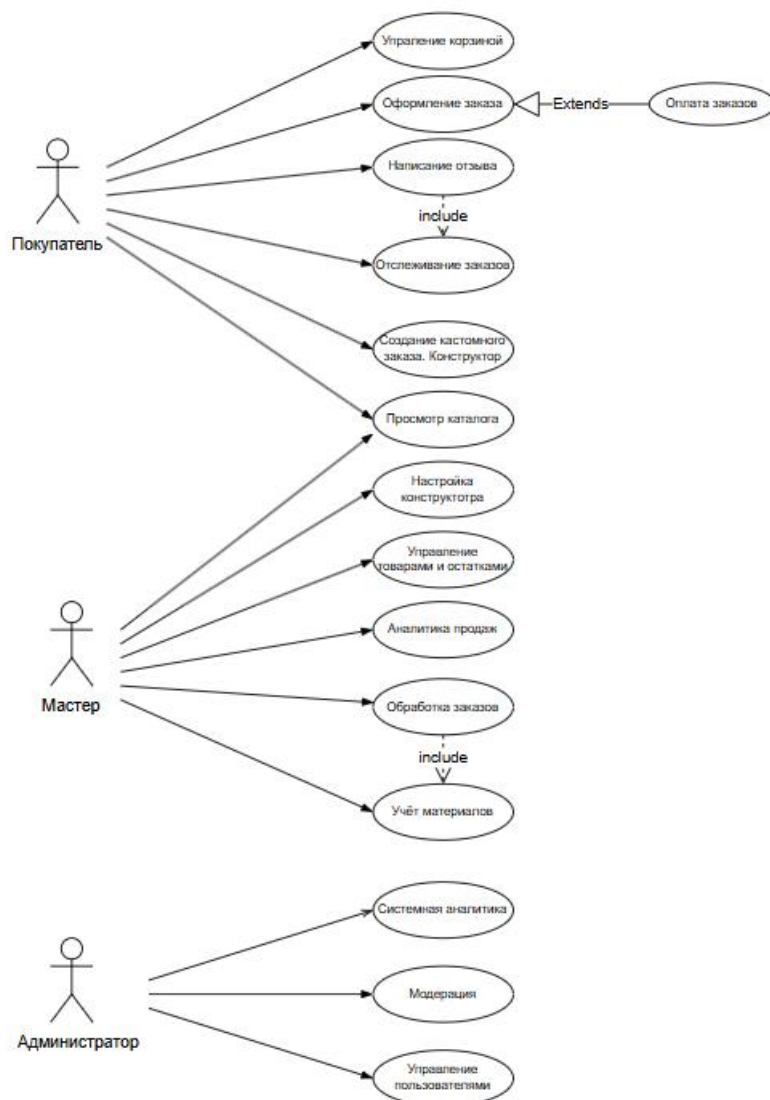 Упраление корзиной
Оформление заказа
Extends
Оплата заказов
Написание отзыва
include
Покупатель
Отслеживание заказов
Создание кастомного
заказа. Конструктор
Просмотр каталога
Настройка
конструктотра
Управление
товарами и остатками
Аналитика продаж
Мастер
Обработка заказов
include
Учёт материалов
Системная аналитика
Модерация
Администратор
Управление
пользователями